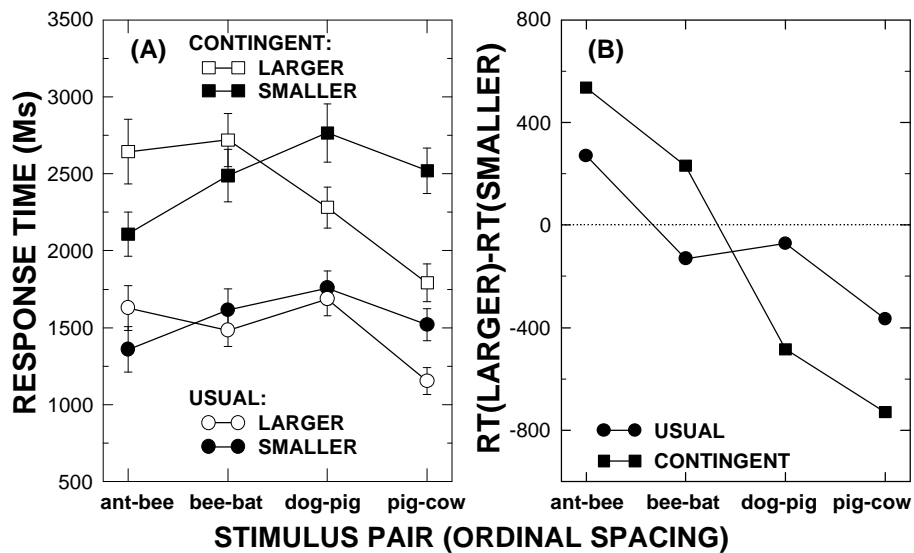 (A)
CONTINGENT:
LARGER
SMALLER
USUAL:
LARGER
SMALLER
RESPONSE TIME (Ms)
3500
3000
2500
2000
1500
1000
500
ant-bee bee-bat dog-pig pig-cow
(B)
RT(LARGER)-RT(SMALLER)
800
400
0
-400
-800
USUAL
CONTINGENT
ant-bee bee-bat dog-pig pig-cow
STIMULUS PAIR (ORDINAL SPACING)